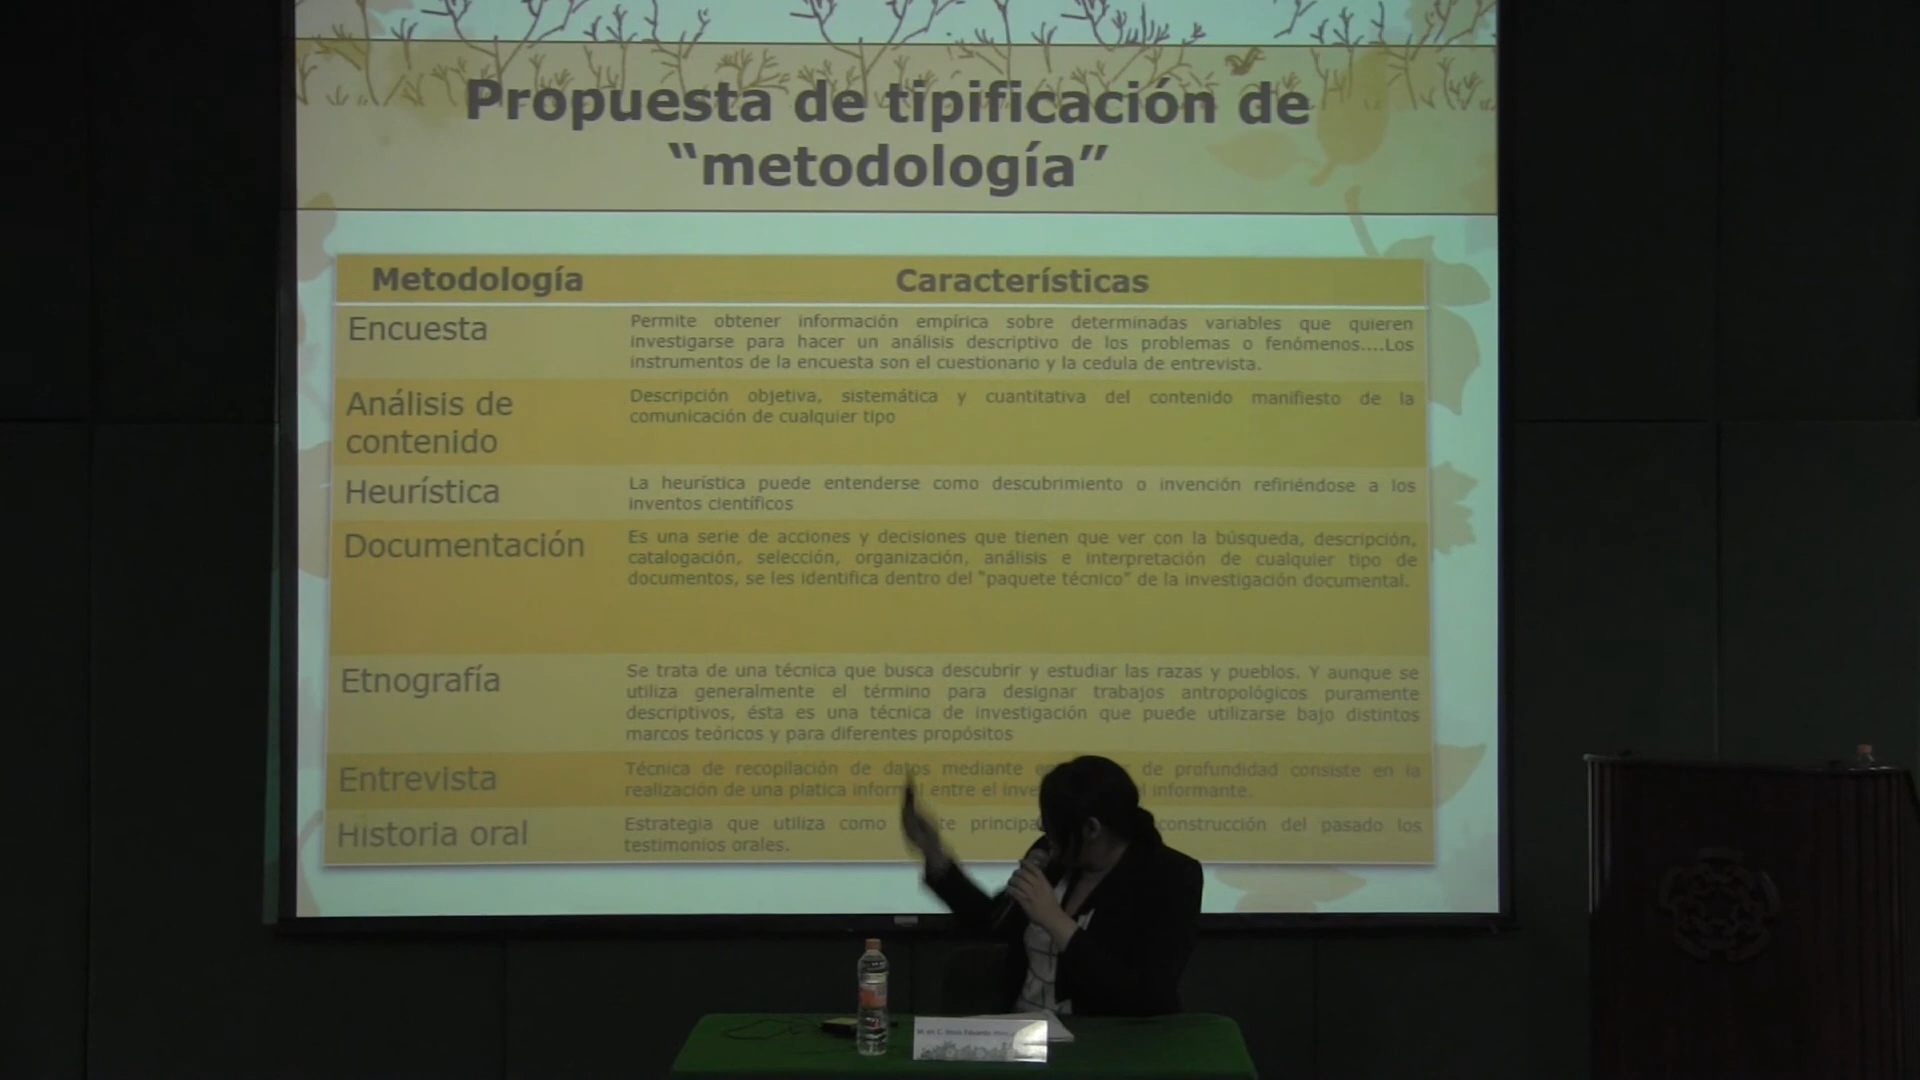 Propuesta de tipificación de
“metodología”
Metodología Características
Encuesta
Permite obtener información empírica sobre determinadas variables que quieren
investigarse para hacer un análisis descriptivo de los problemas o fenómenos....Los
instrumentos de la encuesta son el cuestionario y la cedula de entrevista.
Análisis de
contenido
Descripción objetiva, sistemática y cuantitativa del contenido manifiesto de la
comunicación de cualquier tipo
Heurística
La heurística puede entenderse como descubrimiento o invención refiriéndose a los
inventos científicos
Documentación
Es una serie de acciones y decisiones que tienen que ver con la búsqueda, descripción,
catalogación, selección, organización, análisis e interpretación de cualquier tipo de
documentos, se les identifica dentro del “paquete técnico” de la investigación documental.
Etnografía
Se trata de una técnica que busca descubrir y estudiar las razas y pueblos. Y aunque se
utiliza generalmente el término para designar trabajos antropológicos puramente
descriptivos, ésta es una técnica de investigación que puede utilizarse bajo distintos
marcos teóricos y para diferentes propósitos
Entrevista
Técnica de recopilación de datos mediante de profundidad consiste en la
realización de una platica entre el informante.
Historia oral
Estrategia que utiliza como construcción del pasado los
testimonios orales.